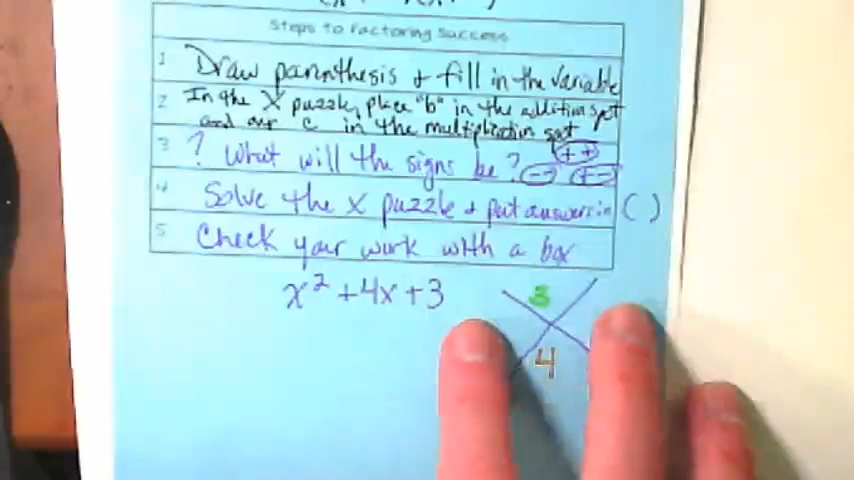 Steps to Factoring Success
1 Draw parenthesis + fill in the variable
2 In the X puzzle, place "b" in the addition spot
and our c in the multiplication spot
3 ? What will the signs be? ++
-- +-
4 Solve the X puzzle + put answer in ( )
5 Check your work with a box
x² + 4x + 3
3
4